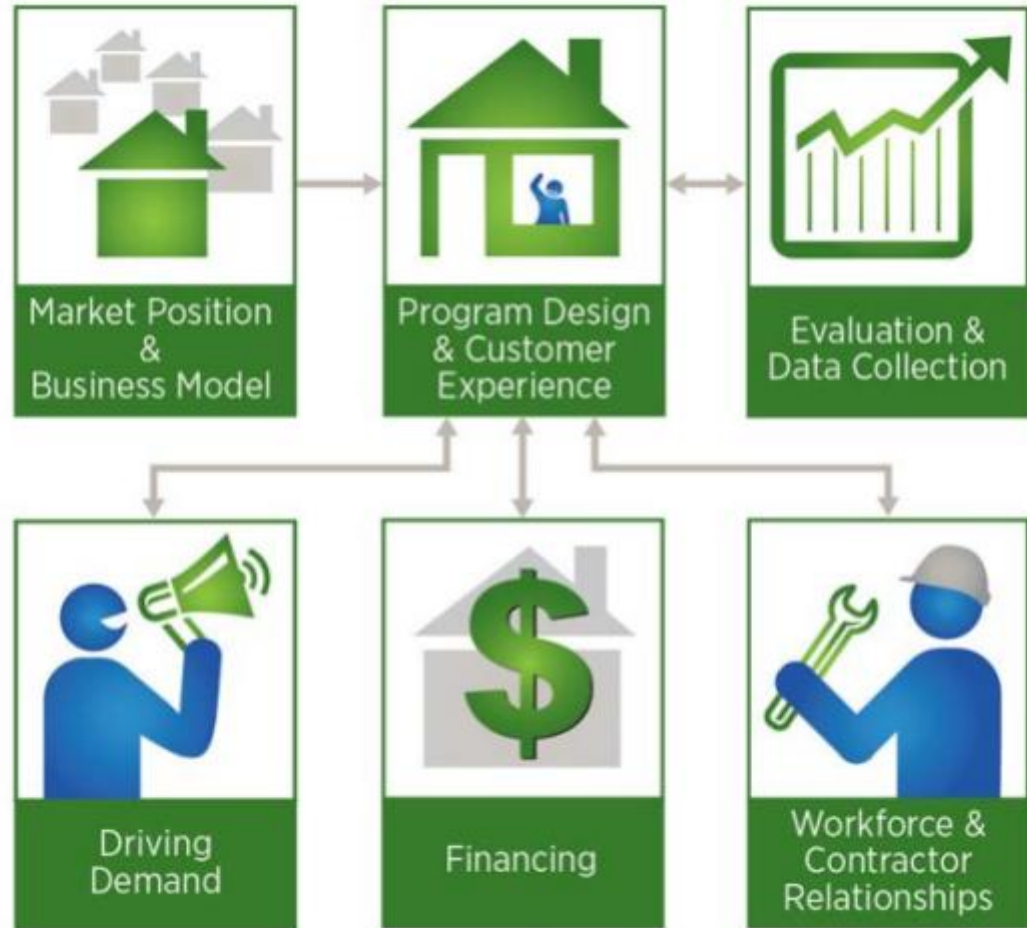 Market Position
&
Business Model
Program Design
& Customer
Experience
Evaluation &
Data Collection
Driving
Demand
$
Financing
Workforce &
Contractor
Relationships